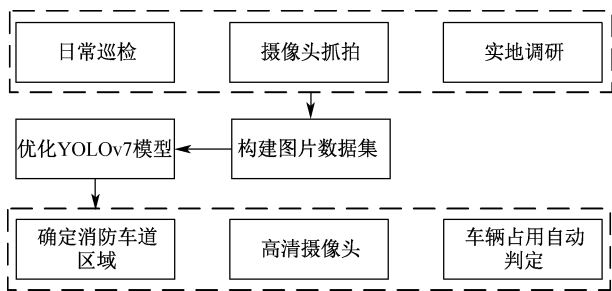 日常巡检
摄像头抓拍
实地调研
优化YOLOv7模型
构建图片数据集
确定消防车道
区域
高清摄像头
车辆占用自动
判定